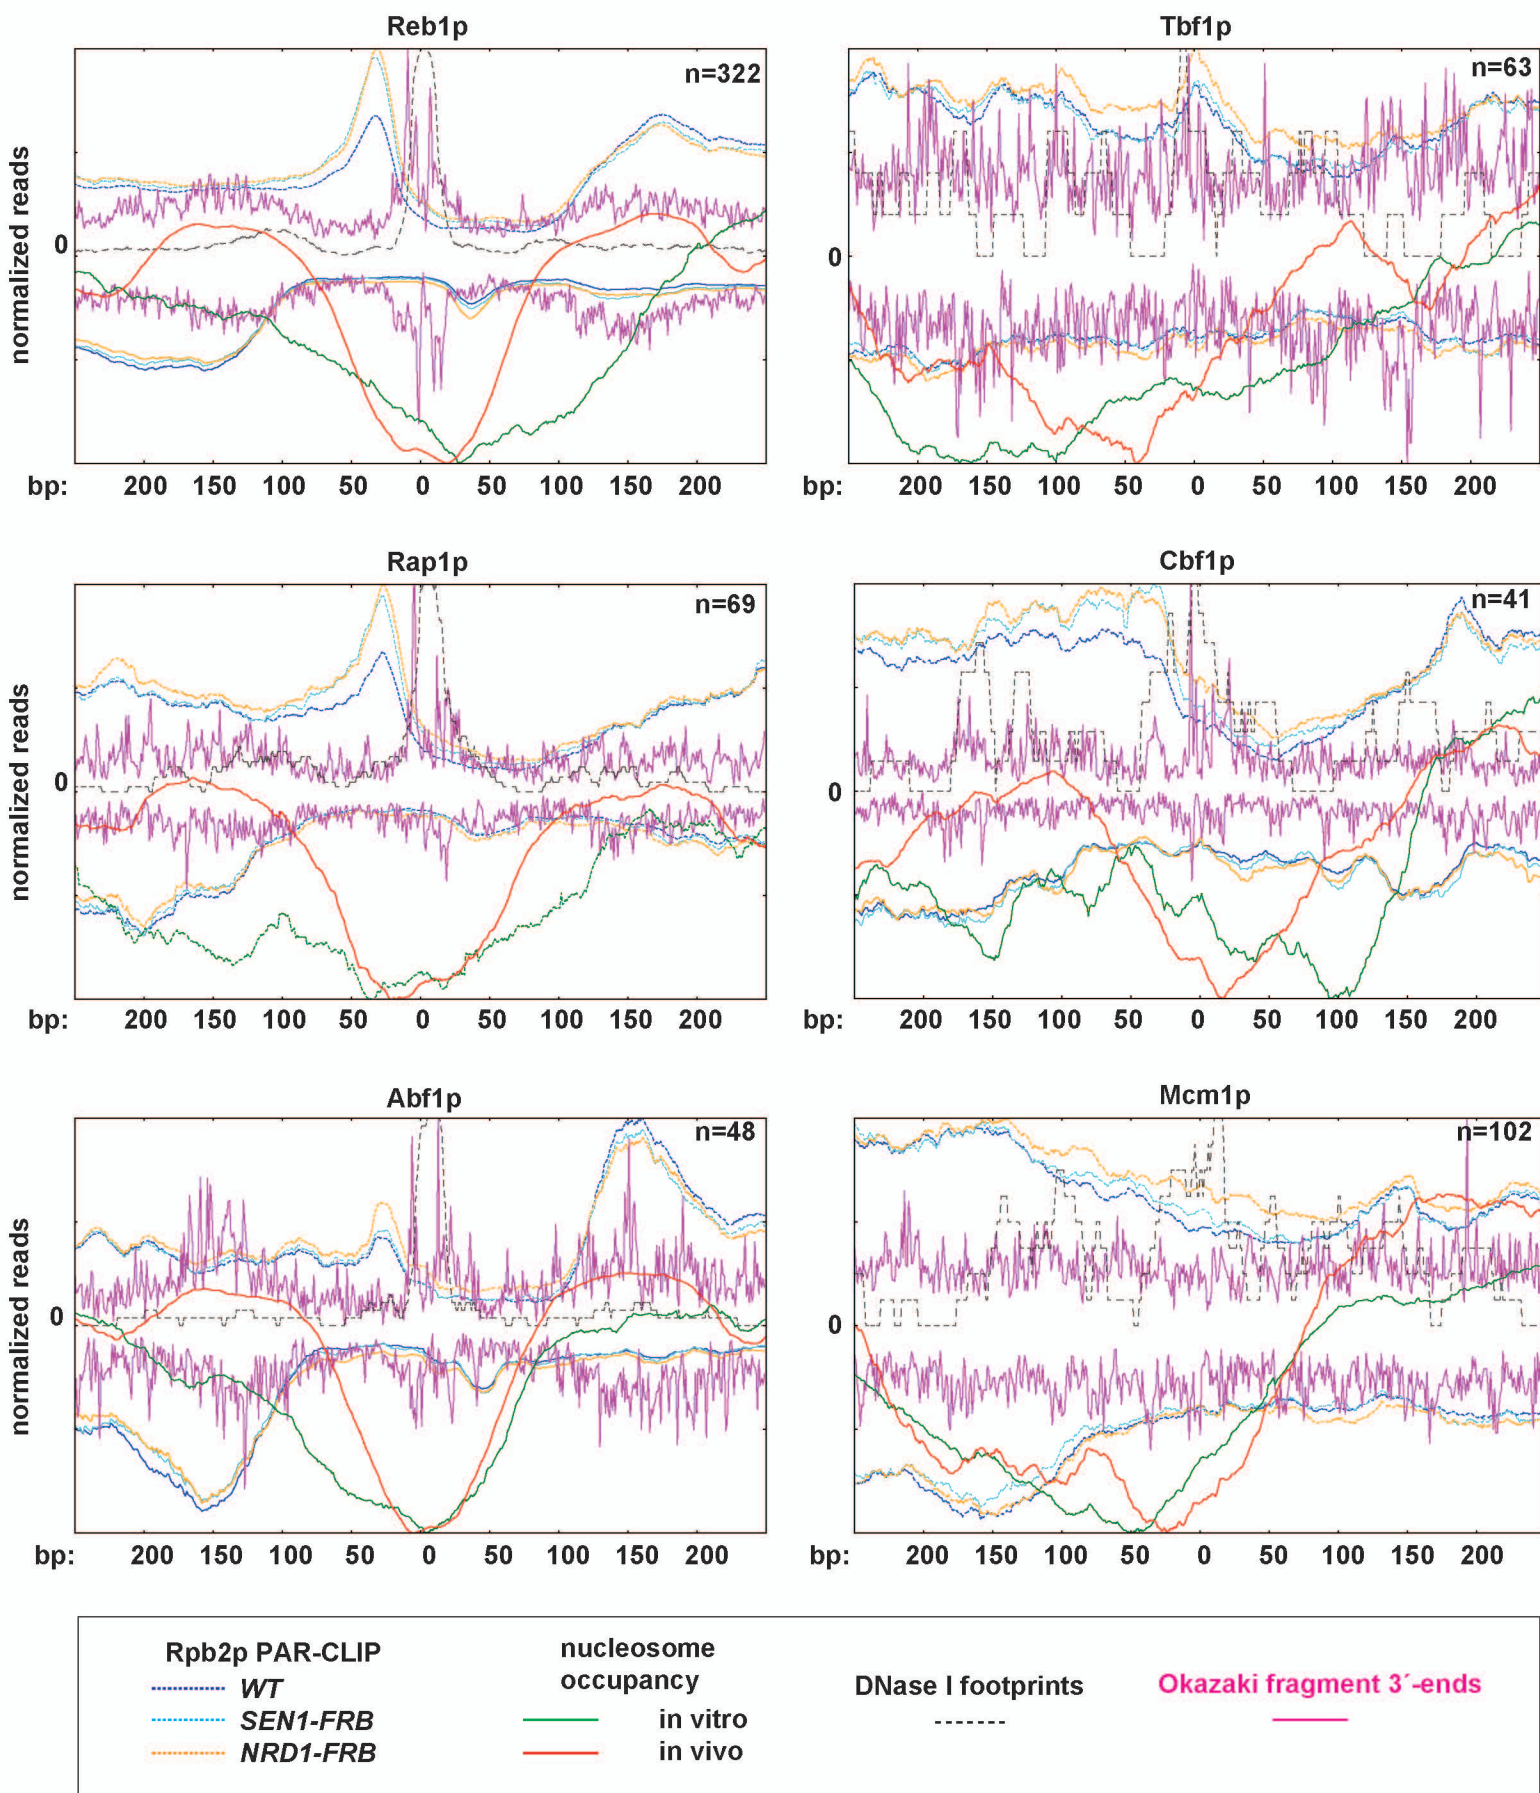 Reb1p
n=322
normalized reads
0
bp: 200 150 100 50 0 50 100 150 200
Tbf1p
n=63
0
200 150 100 50 0 50 100 150 200
Rap1p
n=69
normalized reads
0
bp: 200 150 100 50 0 50 100 150 200
Cbf1p
n=41
0
200 150 100 50 0 50 100 150 200
Abf1p
n=48
normalized reads
0
bp: 200 150 100 50 0 50 100 150 200
Mcm1p
n=102
0
200 150 100 50 0 50 100 150 200
Rpb2p PAR-CLIP
WT
SEN1-FRB
NRD1-FRB
nucleosome
occupancy
in vitro
in vivo
DNase I footprints
Okazaki fragment 3´-ends